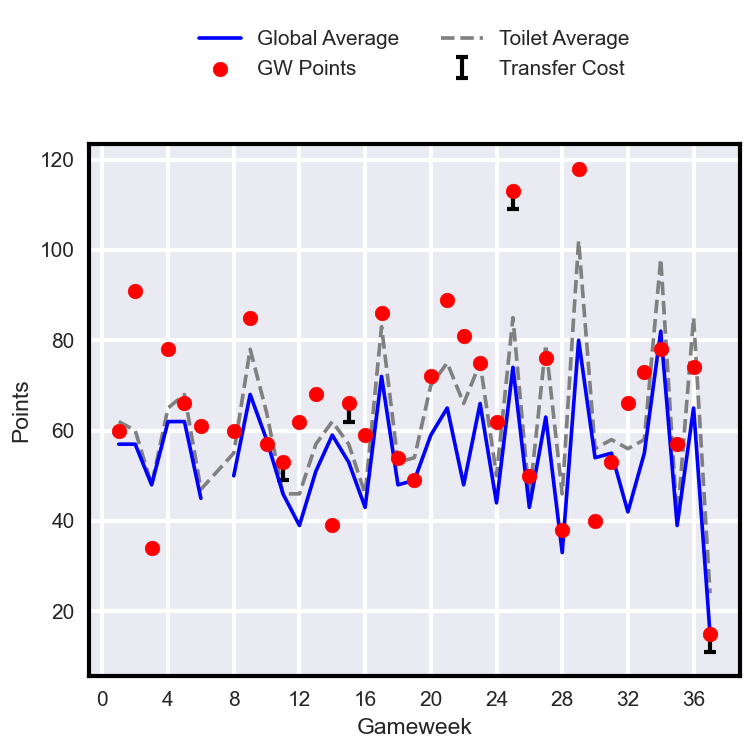 Global Average
Toilet Average
GW Points
Transfer Cost
120
100
80
60
40
20
Points
0 4 8 12 16 20 24 28 32 36
Gameweek